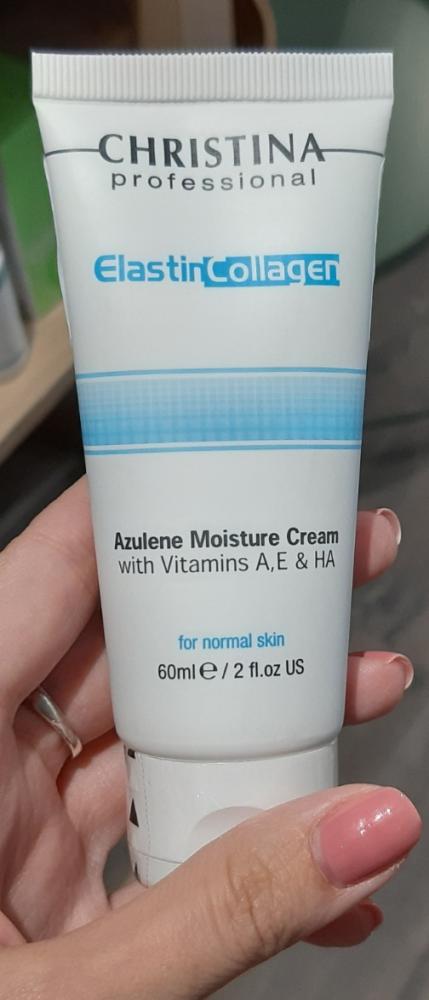 CHRISTINA
professional
ElastinCollagen
Azulene Moisture Cream
with Vitamins A,E & HA
for normal skin
60ml ℮ / 2 fl.oz US